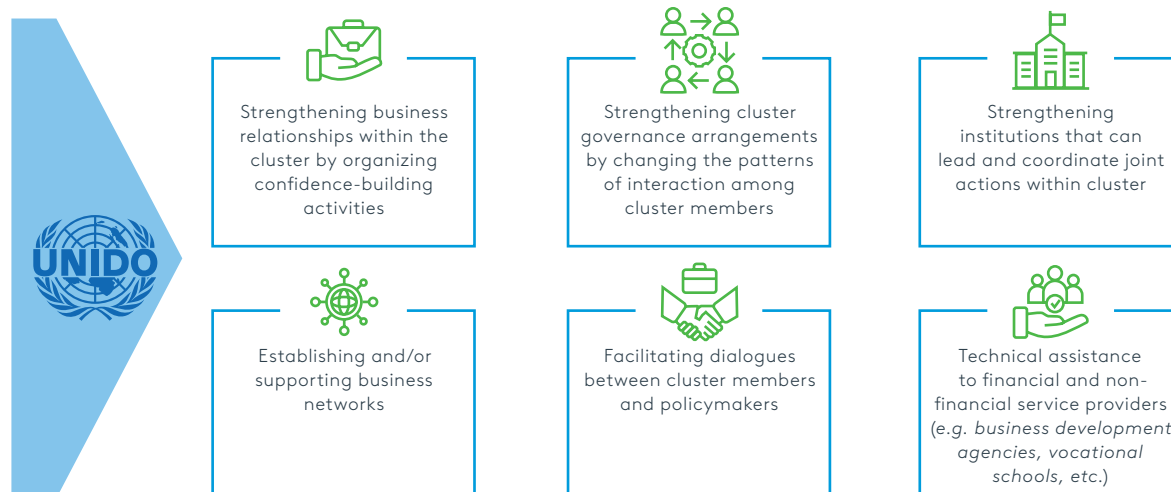 UNIDO
Strengthening business
relationships within the
cluster by organizing
confidence-building
activities
Strengthening cluster
governance arrangements
by changing the patterns
of interaction among
cluster members
Strengthening
institutions that can
lead and coordinate joint
actions within cluster
Establishing and/or
supporting business
networks
Facilitating dialogues
between cluster members
and policymakers
Technical assistance
to financial and non-
financial service providers
(e.g. business development
agencies, vocational
schools, etc.)